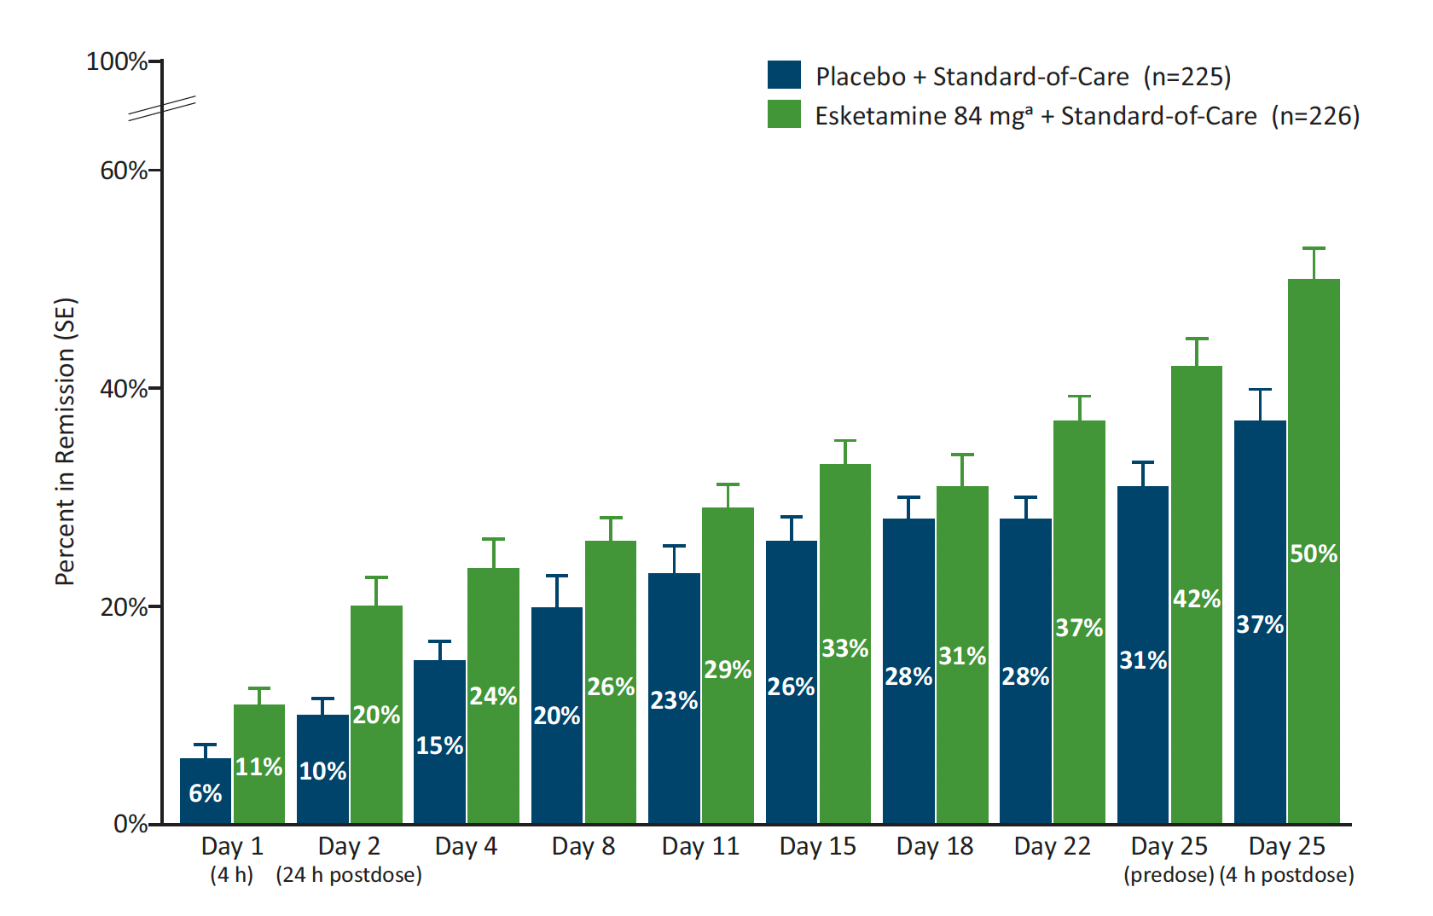 100%
60%
40%
20%
0%
Percent in Remission (SE)
Placebo + Standard-of-Care (n=225)
Esketamine 84 mgᵃ + Standard-of-Care (n=226)
6%
11%
10%
20%
15%
24%
20%
26%
23%
29%
26%
33%
28%
31%
28%
37%
31%
42%
37%
50%
Day 1
(4 h)
Day 2
(24 h postdose)
Day 4
Day 8
Day 11
Day 15
Day 18
Day 22
Day 25
(predose)
Day 25
(4 h postdose)